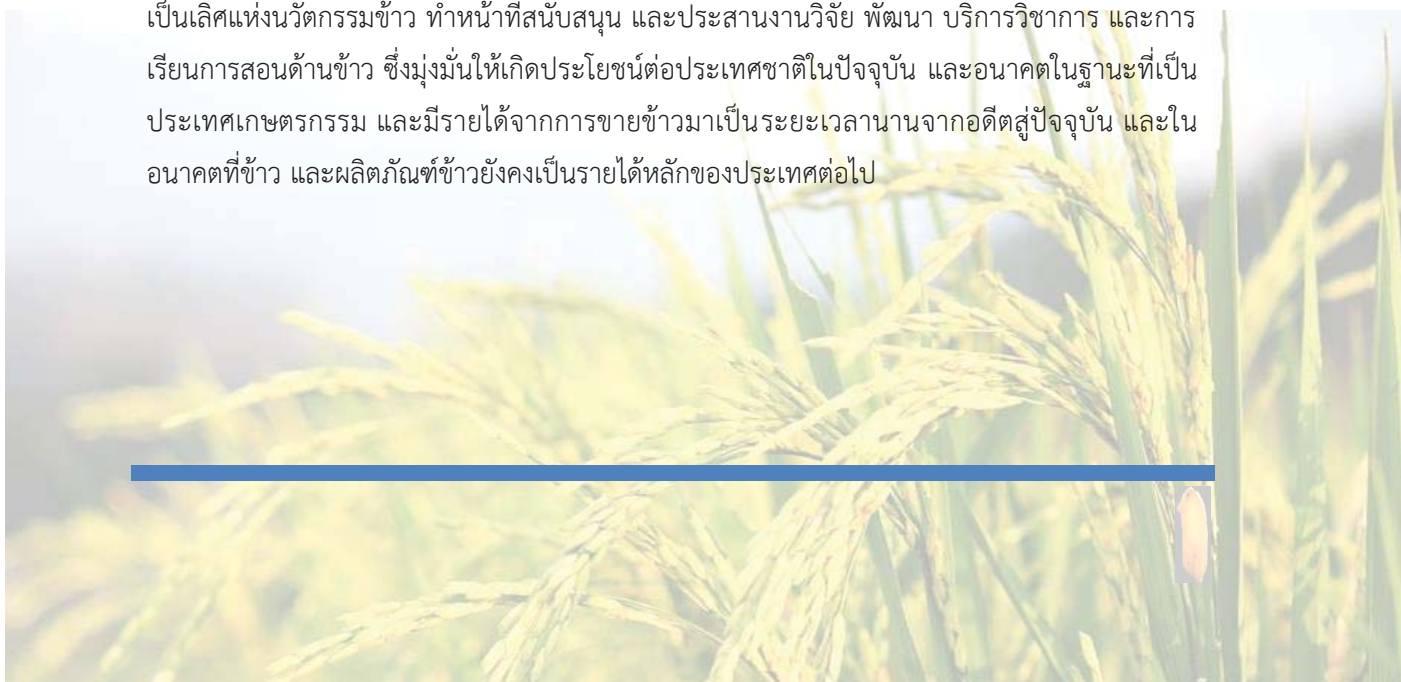 เป็นเลิศแห่งนวัตกรรมข้าว ทำหน้าที่สนับสนุน และประสานงานวิจัย พัฒนา บริการวิชาการ และการ
เรียนการสอนด้านข้าว ซึ่งมุ่งมั่นให้เกิดประโยชน์ต่อประเทศชาติในปัจจุบัน และอนาคตในฐานะที่เป็น
ประเทศเกษตรกรรม และมีรายได้จากการขายข้าวมาเป็นระยะเวลานานจากอดีตสู่ปัจจุบัน และใน
อนาคตที่ข้าว และผลิตภัณฑ์ข้าวยังคงเป็นรายได้หลักของประเทศต่อไป